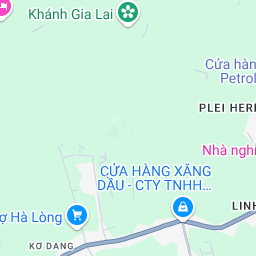 Khánh Gia Lai
Cửa hàn
Petrol
PLEI HER
Nhà nghỉ
CỬA HÀNG XĂNG
DẦU - CTY TNHH...
LINH
ợ Hà Lòng
KƠ DANG